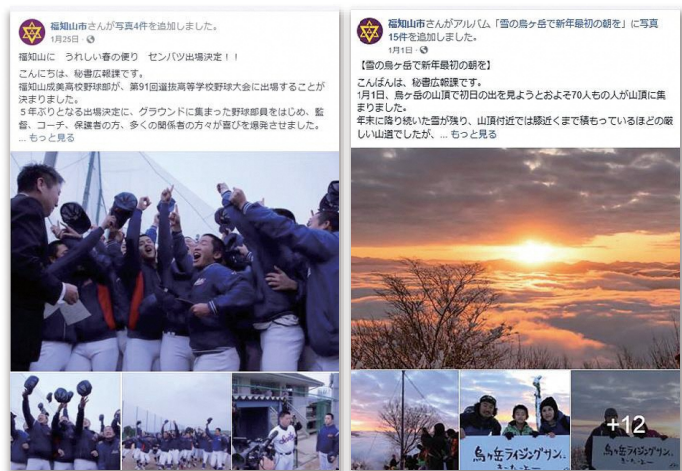 福知山市さんが写真4件を追加しました。
1月25日・
福知山に　うれしい春の便り　センバツ出場決定！！
こんにちは、秘書広報課です。
福知山成美高校野球部が、第91回選抜高等学校野球大会に出場することが
決まりました。
５年ぶりとなる出場決定に、グラウンドに集まった野球部員をはじめ、監
督、コーチ、保護者の方、多くの関係者の方々が喜びを爆発させました。
... もっと見る
福知山市さんがアルバム「雪の烏ヶ岳で新年最初の朝を」に写真
15件を追加しました。
1月1日・
【雪の烏ヶ岳で新年最初の朝を】
こんばんは、秘書広報課です。
1月1日、烏ヶ岳の山頂で初日の出を見ようとおよそ70人もの人が山頂に集
まりました。
年末に降り続いた雪が残り、山頂付近では膝近くまで積もっているほどの厳
しい山道でしたが、... もっと見る
烏ヶ岳ライジングサンに
+12
烏ヶ岳ライジングサンに